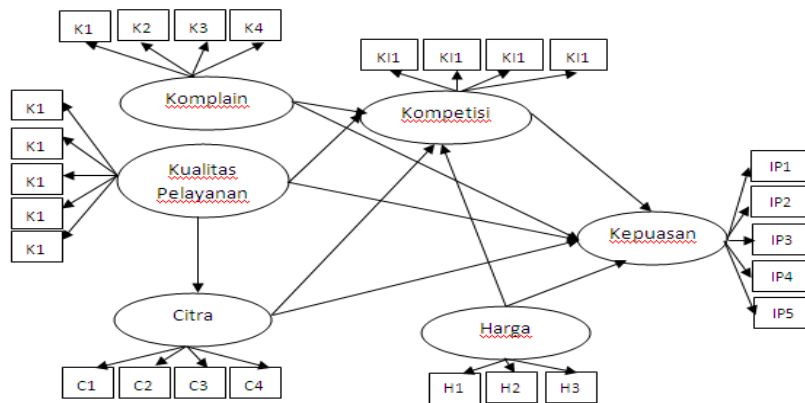 K1 K2 K3 K4
KI1 KI1 KI1 KI1
Komplain
Kompetisi
K1
K1
K1
K1
K1
Kualitas
Pelayanan
Kepuasan
IP1
IP2
IP3
IP4
IP5
Citra
Harga
C1 C2 C3 C4
H1 H2 H3